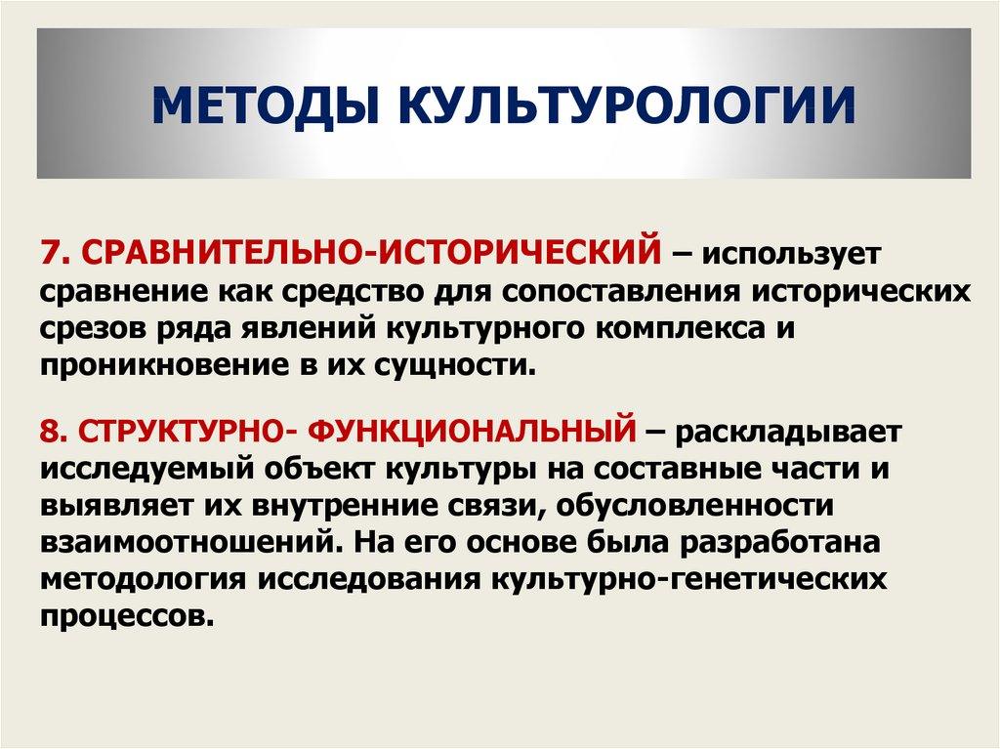 МЕТОДЫ КУЛЬТУРОЛОГИИ
7. СРАВНИТЕЛЬНО-ИСТОРИЧЕСКИЙ – использует
сравнение как средство для сопоставления исторических
срезов ряда явлений культурного комплекса и
проникновение в их сущности.
8. СТРУКТУРНО- ФУНКЦИОНАЛЬНЫЙ – раскладывает
исследуемый объект культуры на составные части и
выявляет их внутренние связи, обусловленности
взаимоотношений. На его основе была разработана
методология исследования культурно-генетических
процессов.